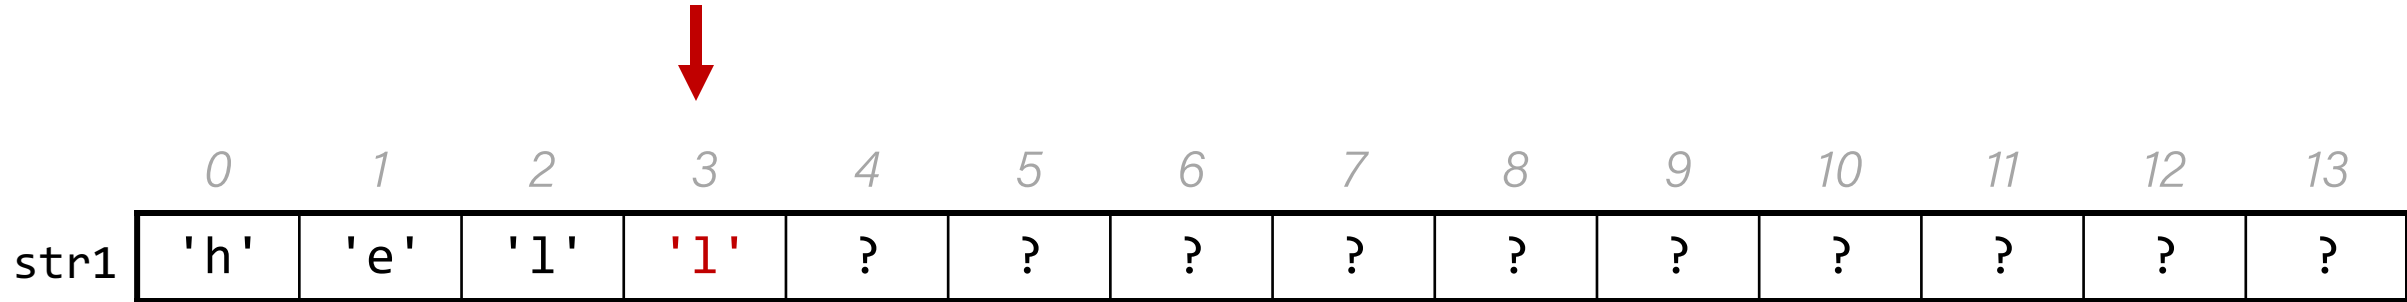 0 1 2 3 4 5 6 7 8 9 10 11 12 13
str1 'h' 'e' 'l' 'l' ? ? ? ? ? ? ? ? ? ?